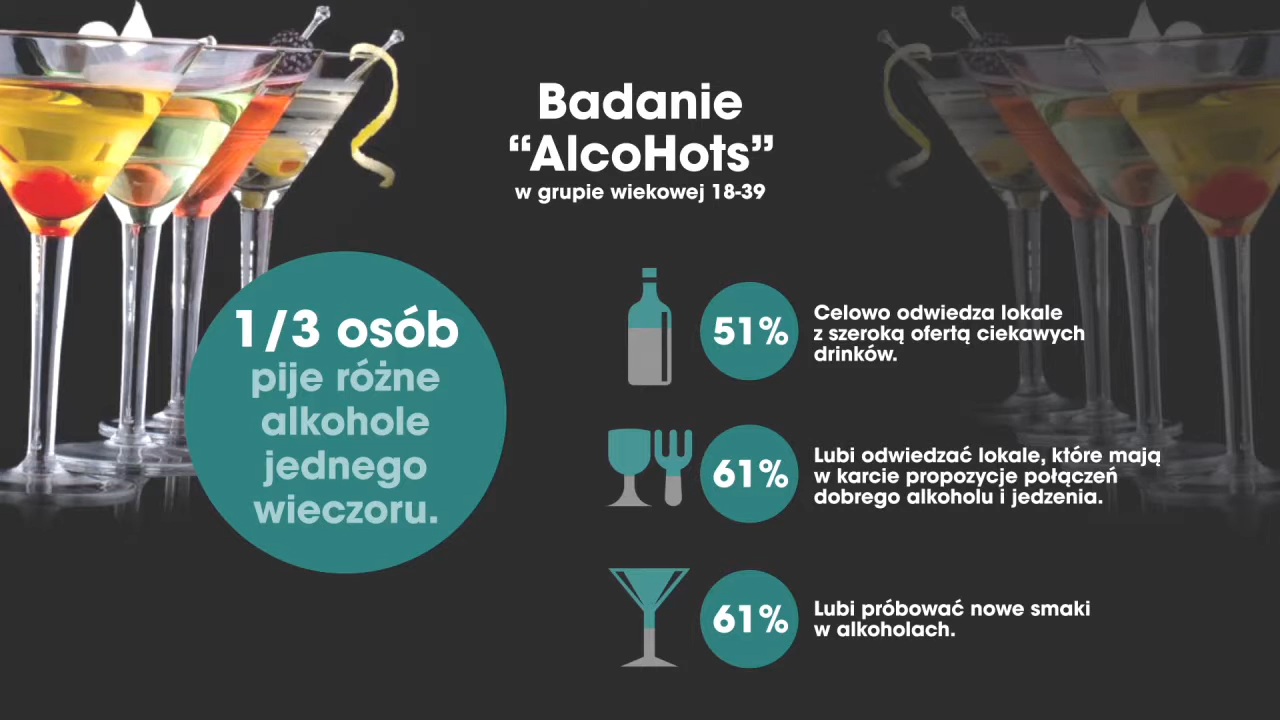 Badanie
“AlcoHots”
w grupie wiekowej 18-39
1/3 osób
pije różne
alkohole
jednego
wieczoru.
51%
Celowo odwiedza lokale
z szeroką ofertą ciekawych
drinków.
61%
Lubi odwiedzać lokale, które mają
w karcie propozycje połączeń
dobrego alkoholu i jedzenia.
61%
Lubi próbować nowe smaki
w alkoholach.